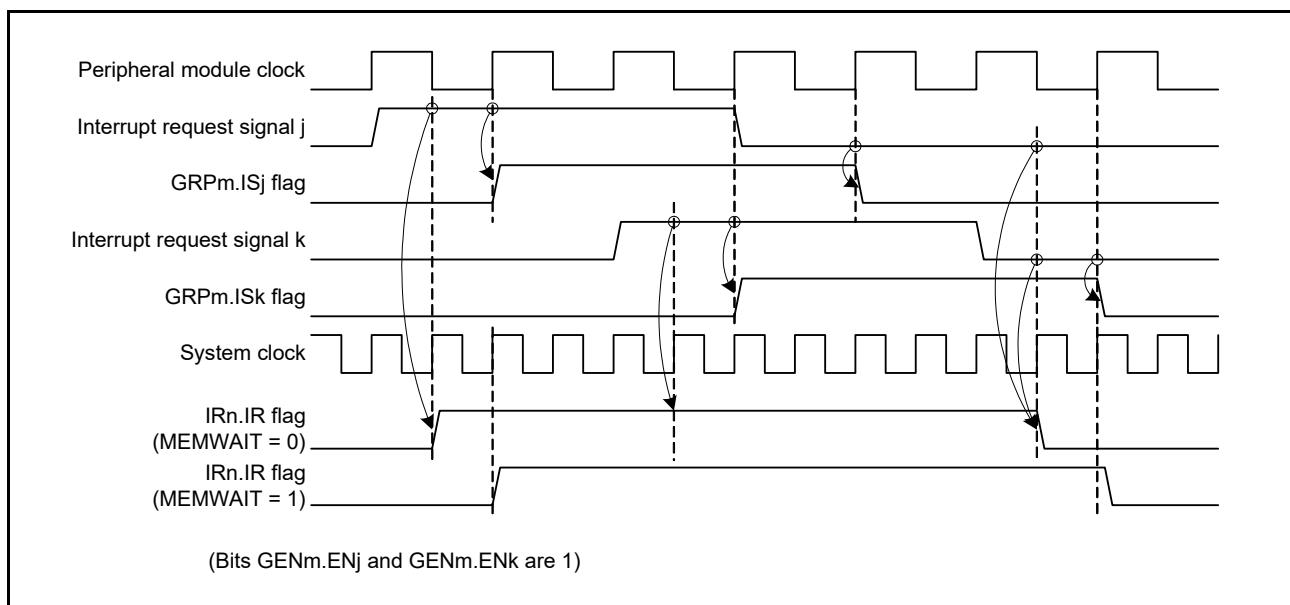 Peripheral module clock
Interrupt request signal j
GRPm.ISj flag
Interrupt request signal k
GRPm.ISk flag
System clock
IRn.IR flag
(MEMWAIT = 0)
IRn.IR flag
(MEMWAIT = 1)
(Bits GENm.ENj and GENm.ENk are 1)